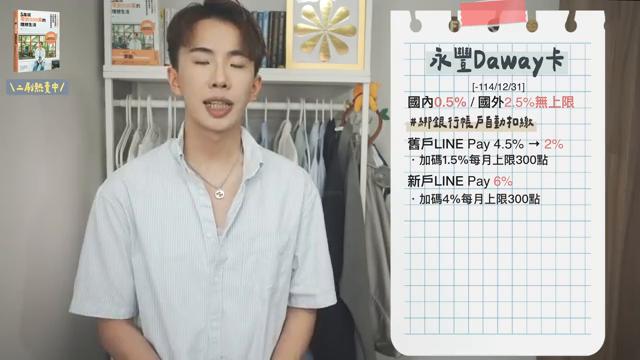 \二刷熱賣中/
永豐Daway卡
[-114/12/31]
國內0.5% / 國外2.5%無上限
#綁銀行帳戶自動扣繳
舊戶LINE Pay 4.5% → 2%
・加碼1.5%每月上限300點
新戶LINE Pay 6%
・加碼4%每月上限300點